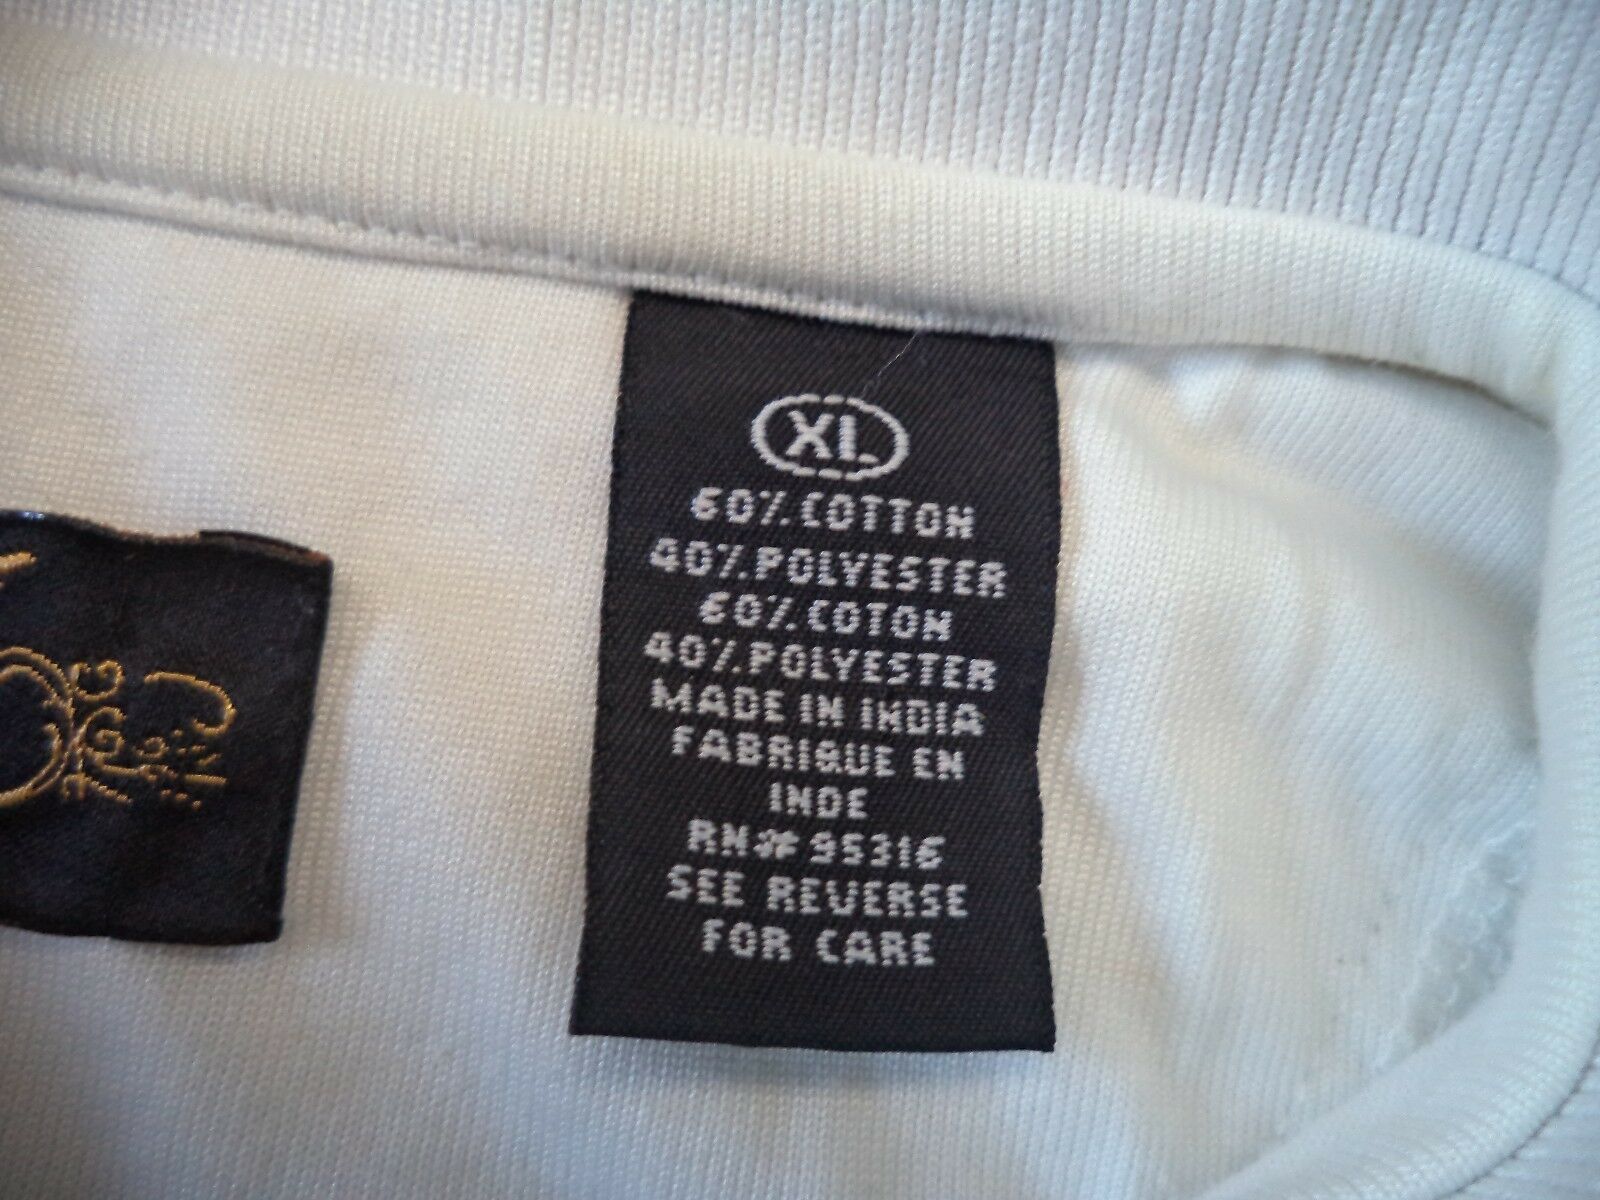 XL
60% COTTON
40% POLYESTER
60% COTON
40% POLYESTER
MADE IN INDIA
FABRIQUE EN
INDE
RN# 95316
SEE REVERSE
FOR CARE